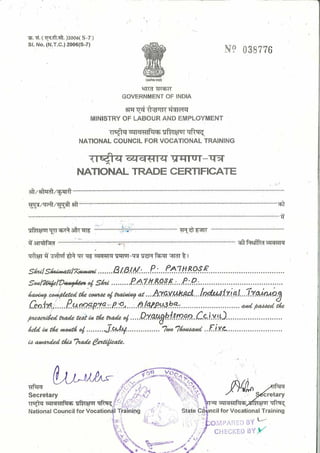 क्र. सं. ( एन.टी.सी.) 2006( S-7 )
Sl. No. (N.T.C.) 2006(S-7)
Nº 038776
भारत सरकार
GOVERNMENT OF INDIA
श्रम एवं रोज़गार मंत्रालय
MINISTRY OF LABOUR AND EMPLOYMENT
राष्ट्रीय व्यावसायिक प्रशिक्षण परिषद्
NATIONAL COUNCIL FOR VOCATIONAL TRAINING
राष्ट्रीय व्यवसाय प्रमाण-पत्र
NATIONAL TRADE CERTIFICATE
श्री/श्रीमती/कुमारी
सुपुत्र/पत्नी/सुपुत्री श्री को
में
प्रशिक्षण पूरा करने और माह सन् दो हजार
में आयोजित की निर्धारित व्यवसाय
परीक्षा में उत्तीर्ण होने पर यह व्यवसाय प्रमाण-पत्र प्रदान किया जाता है।
Shri/Shrimati/Kumari BIBIN. P. PATHROSE
Son/Wife/Daughter of Shri PATHROSE. P.D
having completed the course of training at Industrial Training
Centre, Punnapra P.O, Alappuzha and passed the
prescribed trade test in the trade of Draughtsman (civil)
held in the month of July Two Thousand Five
is awarded this Trade Certificate.
सचिव
Secretary
राष्ट्रीय व्यावसायिक प्रशिक्षण परिषद्
National Council for Vocational Training
सचिव
Secretary
राज्य व्यावसायिक प्रशिक्षण परिषद्
State Council for Vocational Training
FOR VOCATIONAL
COMPARED BY
CHECKED BY